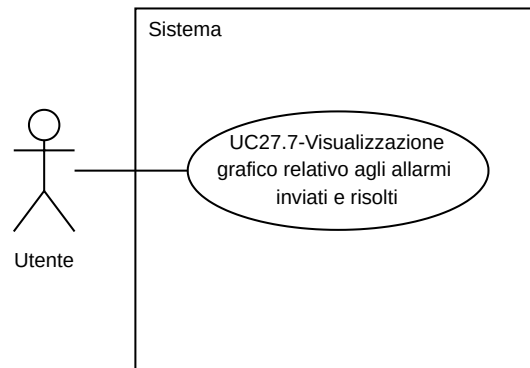 Sistema
UC27.7-Visualizzazione
grafico relativo agli allarmi
inviati e risolti
Utente